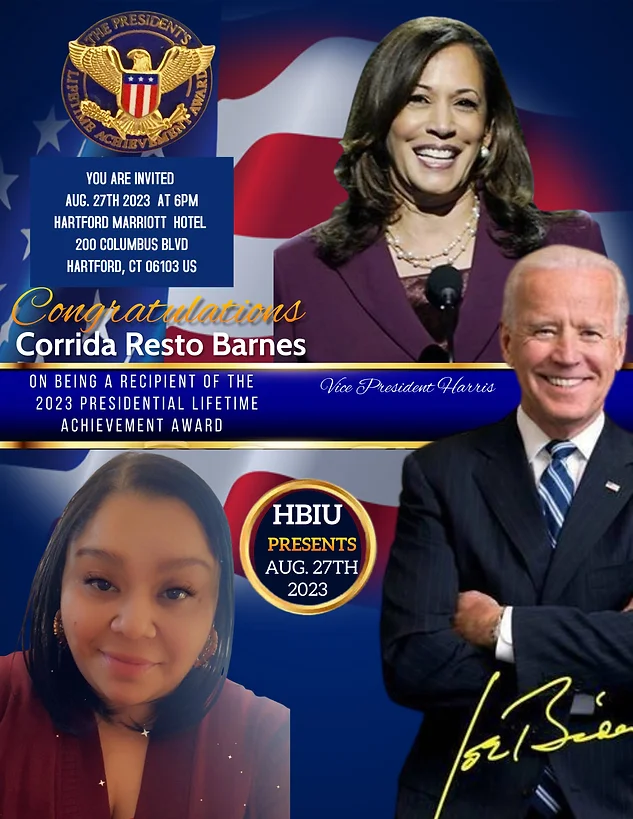 THE PRESIDENT'S
LIFETIME ACHIEVEMENT AWARD
YOU ARE INVITED
AUG. 27TH 2023 AT 6PM
HARTFORD MARRIOTT HOTEL
200 COLUMBUS BLVD
HARTFORD, CT 06103 US
Congratulations
Corrida Resto Barnes
ON BEING A RECIPIENT OF THE
2023 PRESIDENTIAL LIFETIME
ACHIEVEMENT AWARD
Vice President Harris
HBIU
PRESENTS
AUG. 27TH
2023
Joe Biden